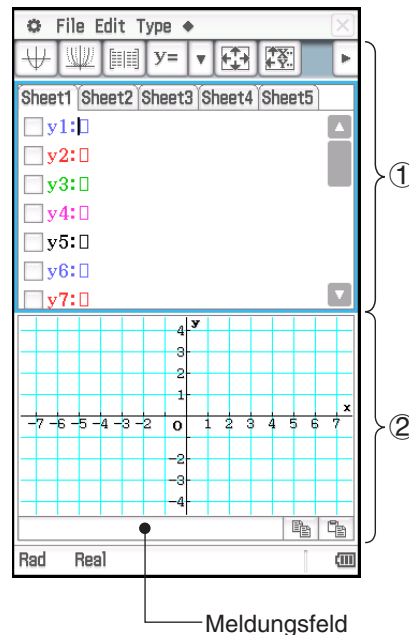 File Edit Type ◆
y=
Sheet1 Sheet2 Sheet3 Sheet4 Sheet5
y1:
y2:
y3:
y4:
y5:
y6:
y7:
①
y
4
3
2
1
x
-7 -6 -5 -4 -3 -2 0 1 2 3 4 5 6 7
-2
-3
-4
②
Rad Real
Meldungsfeld